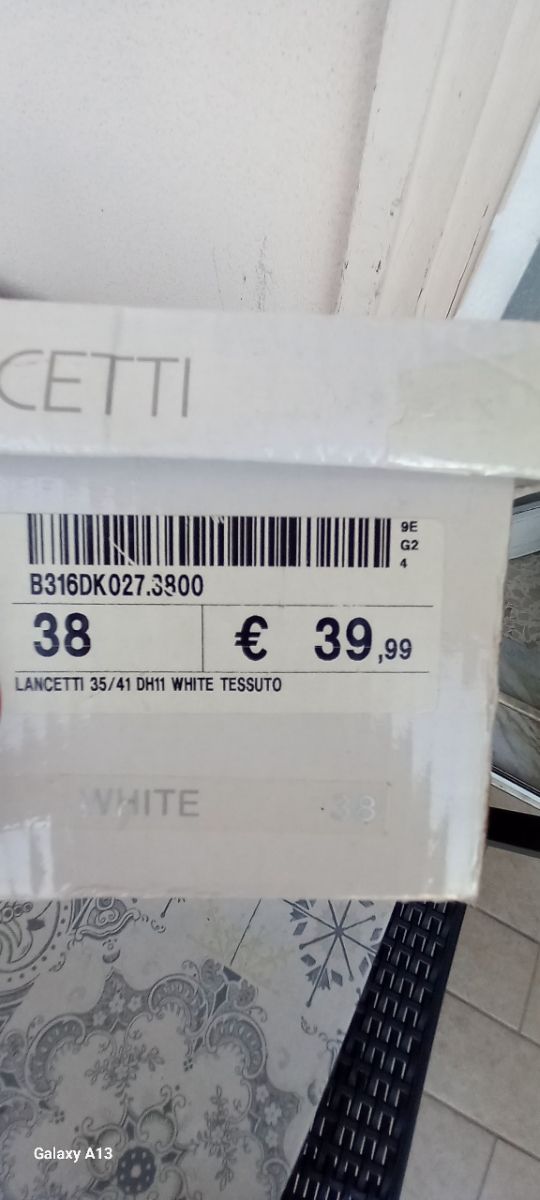 CETTI
9E
G2
4
B316DK027.3800
38 € 39,99
LANCETTI 35/41 DH11 WHITE TESSUTO
WHITE 38
Galaxy A13